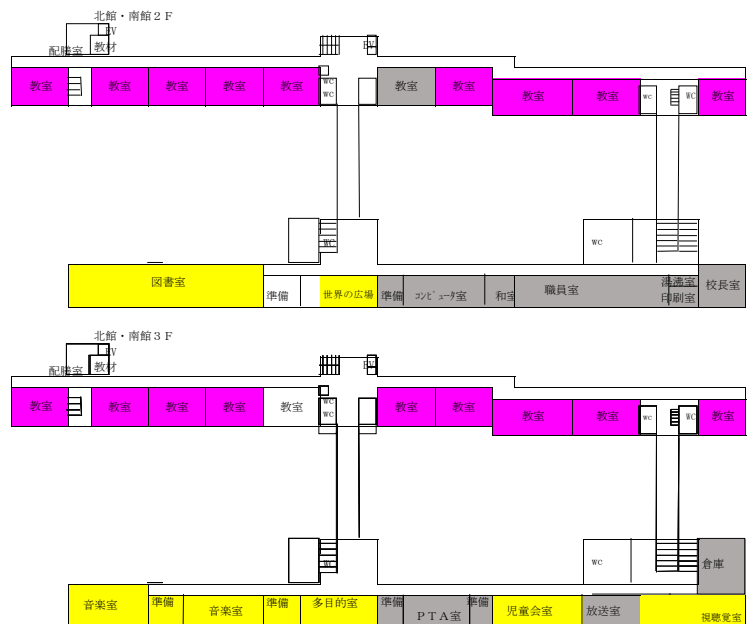 北館・南館２Ｆ
EV
配膳室 教材
EV
教室 教室 教室 教室 教室 WC 教室 教室 教室 教室 WC WC 教室
WC
WC WC
図書室 準備 世界の広場 準備 ｺﾝﾋﾟｭｰﾀ室 和室 職員室 湯沸室 校長室
印刷室
北館・南館３Ｆ
EV
配膳室 教材
EV
教室 教室 教室 教室 教室 WC 教室 教室 教室 教室 WC WC 教室
WC
WC WC 倉庫
音楽室 準備 音楽室 準備 多目的室 準備 ＰＴＡ室 準備 児童会室 放送室 視聴覚室